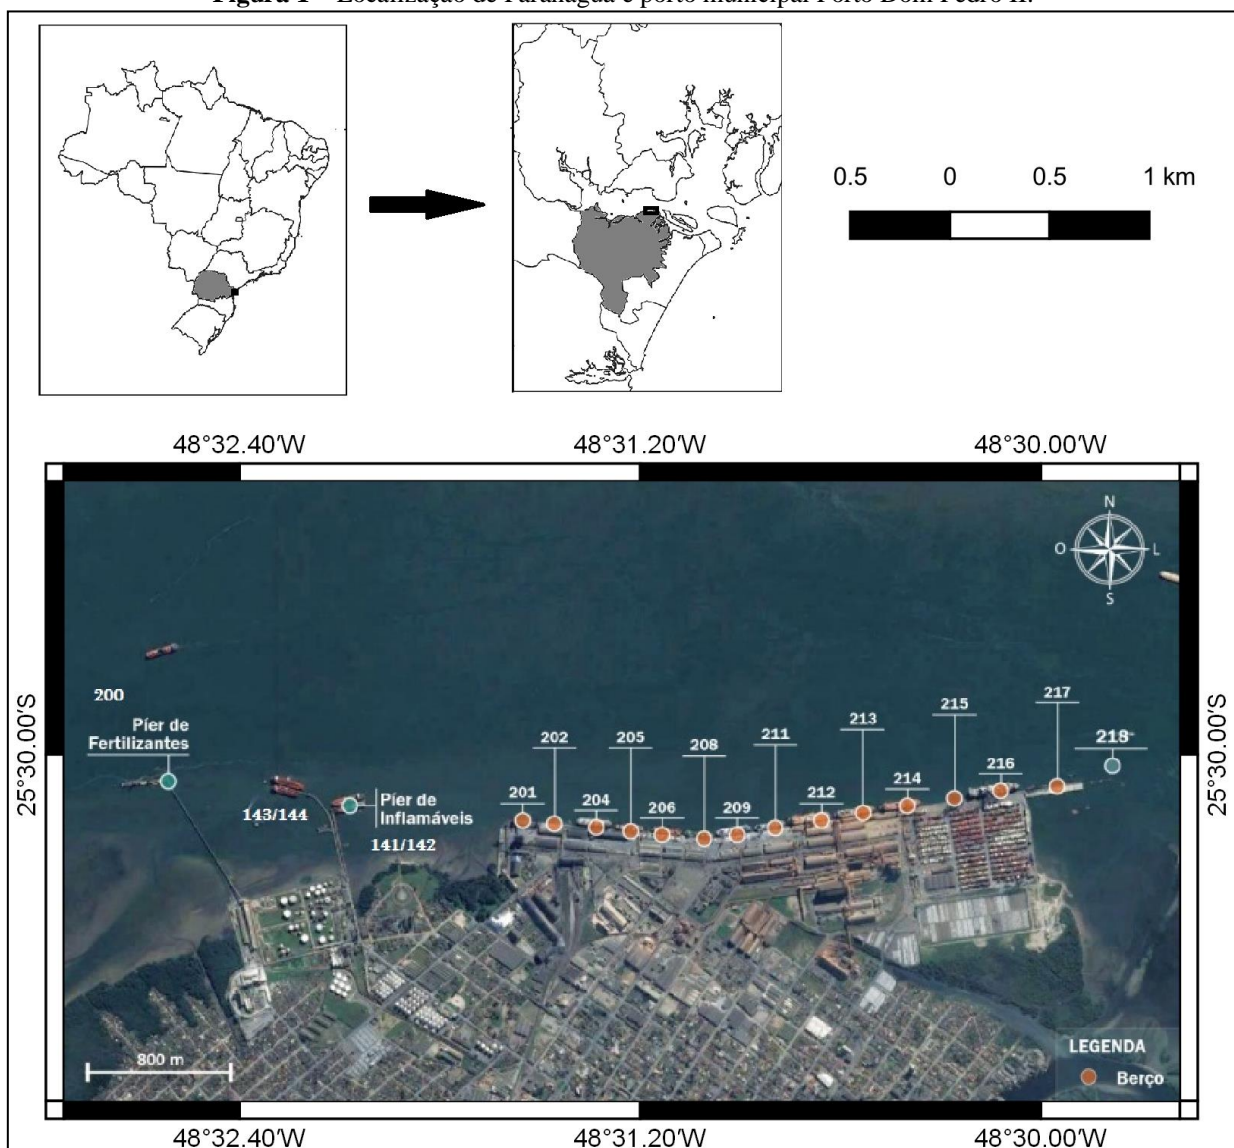 Figura 1 – Localização de Paranaguá e porto municipal Porto Dom Pedro II.
0.5 0 0.5 1 km
48°32.40'W 48°31.20'W 48°30.00'W
N
O L
S
25°30.00'S
25°30.00'S
200
Píer de
Fertilizantes
143/144
Píer de
Inflamáveis
141/142
201
202
204
205
206
208
209
211
212
213
214
215
216
217
218
800 m
LEGENDA
Berço
48°32.40'W 48°31.20'W 48°30.00'W